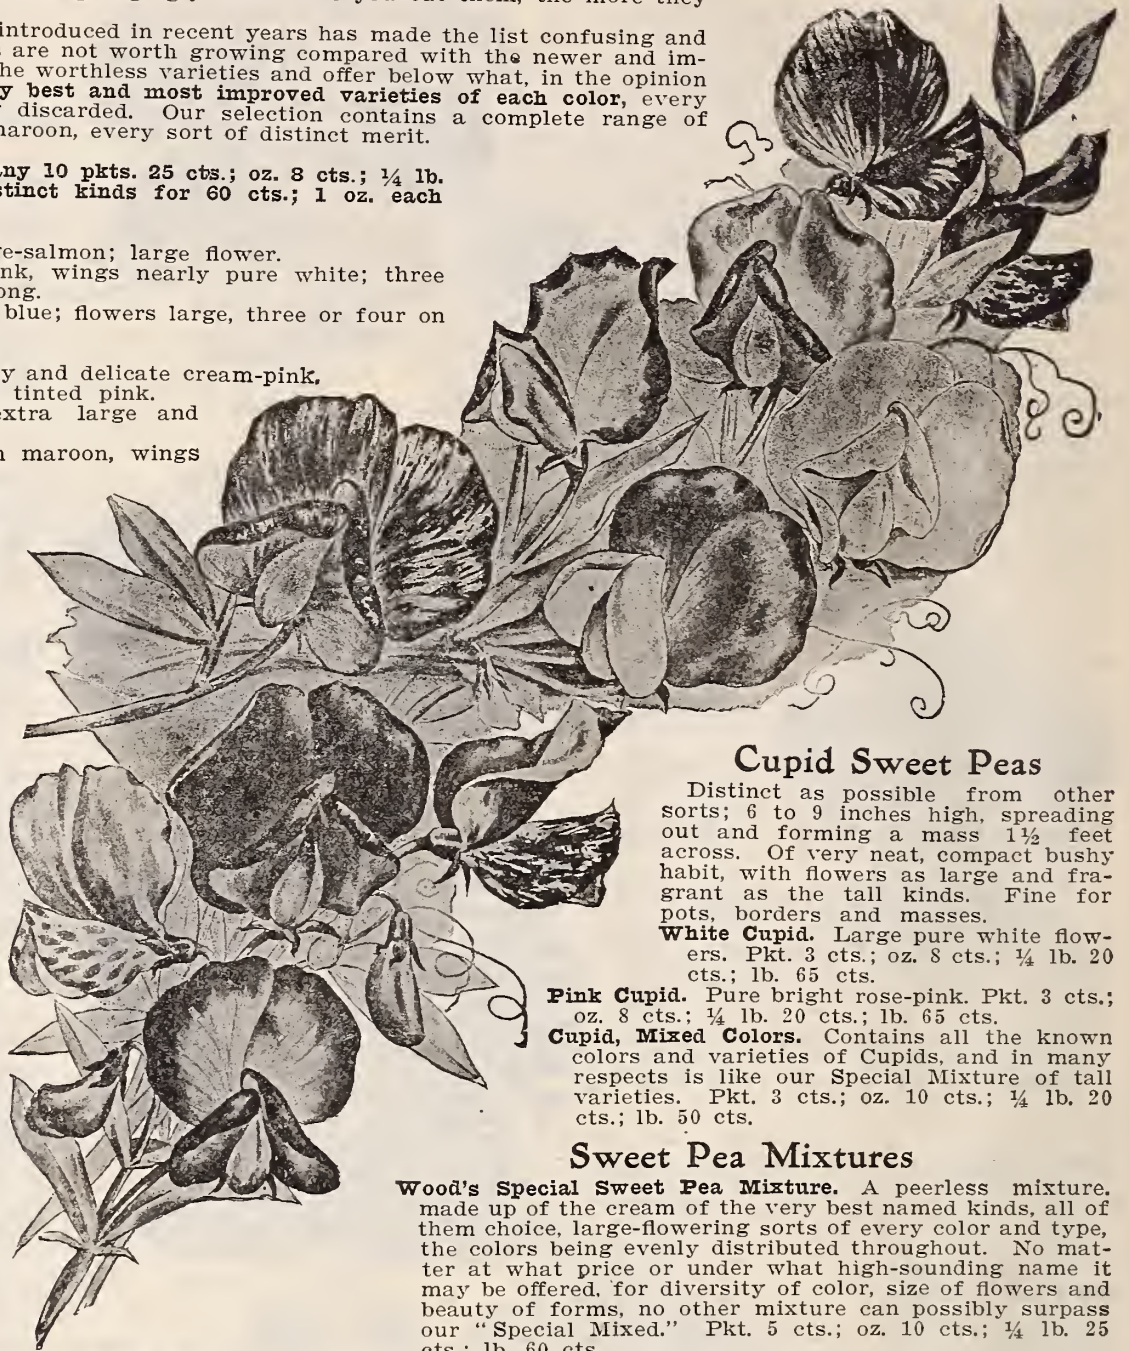 introduced in recent years has made the list confusing and
are not worth growing compared with the newer and im-
he worthless varieties and offer below what, in the opinion
y best and most improved varieties of each color, every
discarded. Our selection contains a complete range of
naroon, every sort of distinct merit.
ny 10 pkts. 25 cts.; oz. 8 cts.; ¼ lb.
stinct kinds for 60 cts.; 1 oz. each
e-salmon; large flower.
nk, wings nearly pure white; three
ong.
blue; flowers large, three or four on
y and delicate cream-pink,
tinted pink.
extra large and
maroon, wings
Cupid Sweet Peas
Distinct as possible from other
sorts; 6 to 9 inches high, spreading
out and forming a mass 1½ feet
across. Of very neat, compact bushy
habit, with flowers as large and fra-
grant as the tall kinds. Fine for
pots, borders and masses.
White Cupid. Large pure white flow-
ers. Pkt. 3 cts.; oz. 8 cts.; ¼ lb. 20
cts.; lb. 65 cts.
Pink Cupid. Pure bright rose-pink. Pkt. 3 cts.;
oz. 8 cts.; ¼ lb. 20 cts.; lb. 65 cts.
Cupid, Mixed Colors. Contains all the known
colors and varieties of Cupids, and in many
respects is like our Special Mixture of tall
varieties. Pkt. 3 cts.; oz. 10 cts.; ¼ lb. 20
cts.; lb. 50 cts.
Sweet Pea Mixtures
Wood's Special Sweet Pea Mixture. A peerless mixture.
made up of the cream of the very best named kinds, all of
them choice, large-flowering sorts of every color and type,
the colors being evenly distributed throughout. No mat-
ter at what price or under what high-sounding name it
may be offered, for diversity of color, size of flowers and
beauty of forms, no other mixture can possibly surpass
our "Special Mixed." Pkt. 5 cts.; oz. 10 cts.; ¼ lb. 25
cts.; lb. 60 cts.